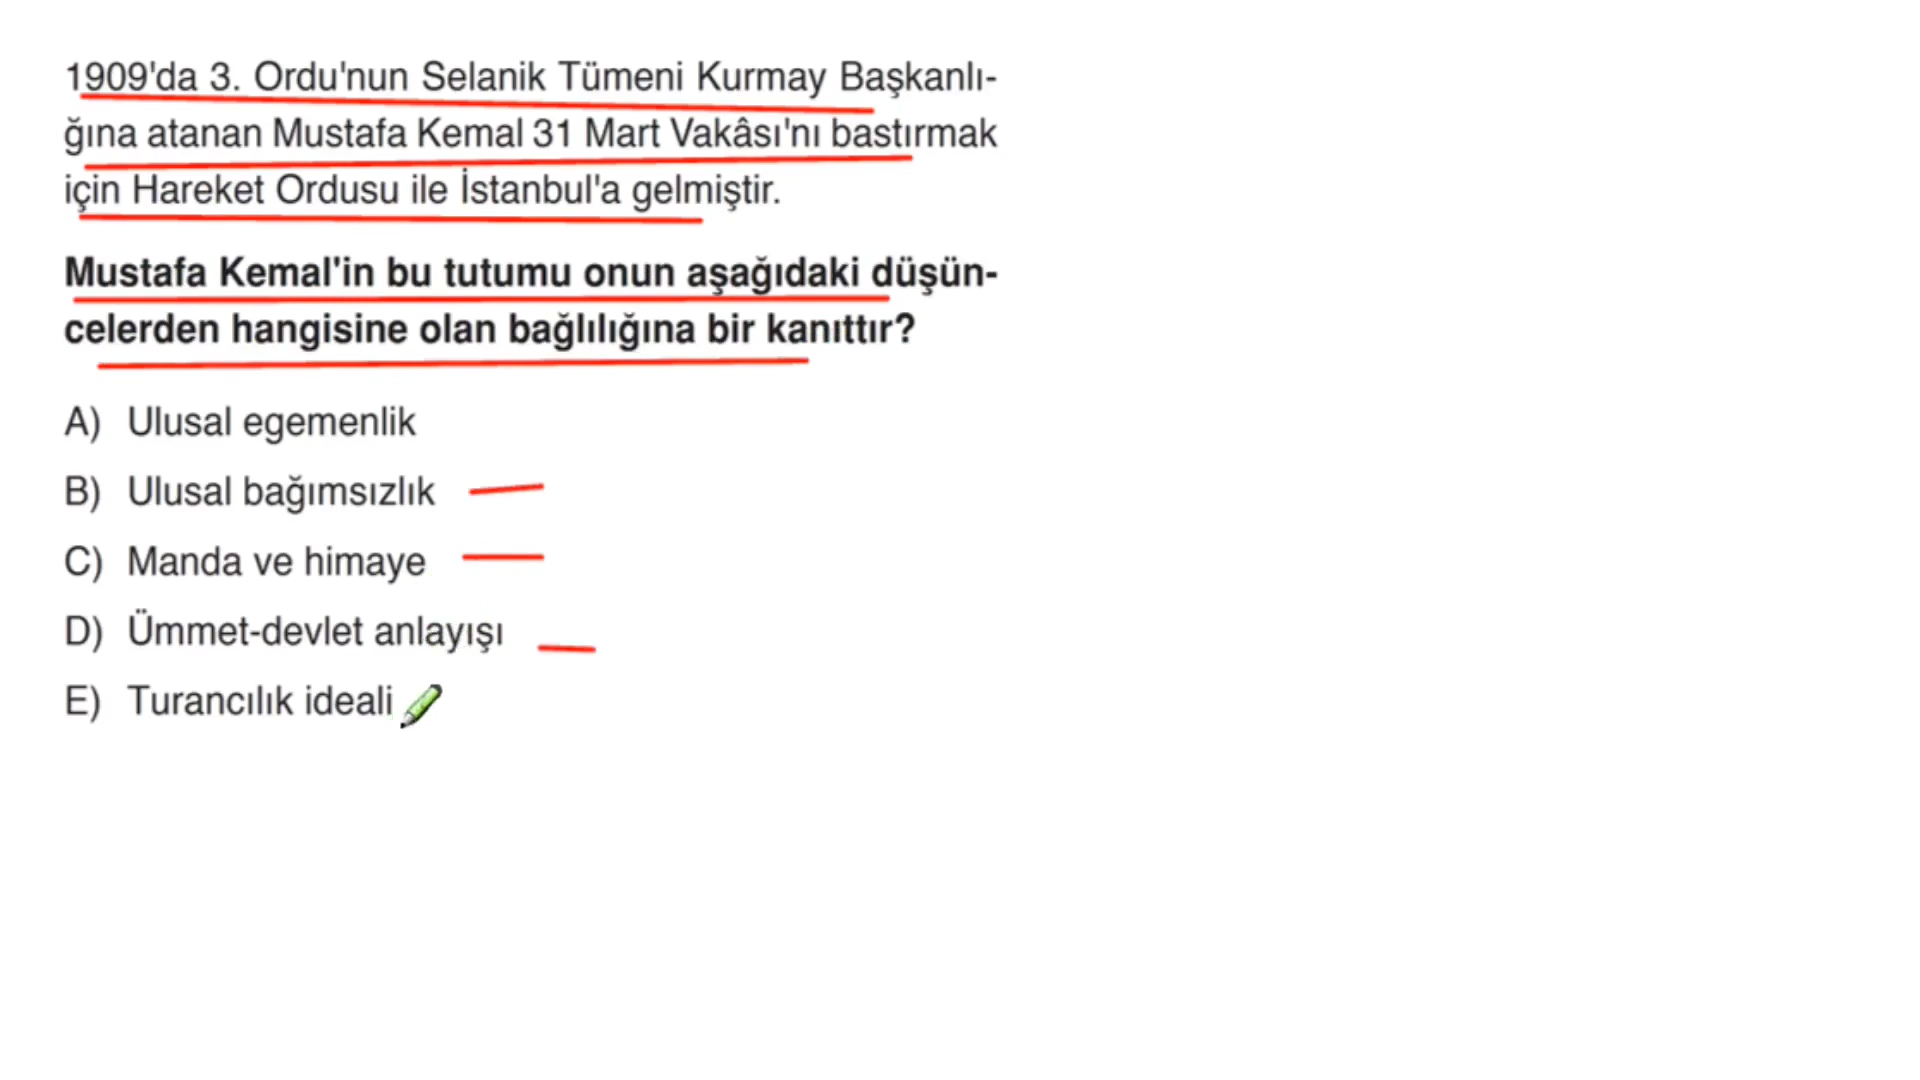 1909'da 3. Ordu'nun Selanik Tümeni Kurmay Başkanlı-
ğına atanan Mustafa Kemal 31 Mart Vakâsı'nı bastırmak
için Hareket Ordusu ile İstanbul'a gelmiştir.
Mustafa Kemal'in bu tutumu onun aşağıdaki düşün-
celerden hangisine olan bağlılığına bir kanıttır?
A) Ulusal egemenlik
B) Ulusal bağımsızlık
C) Manda ve himaye
D) Ümmet-devlet anlayışı
E) Turancılık ideali